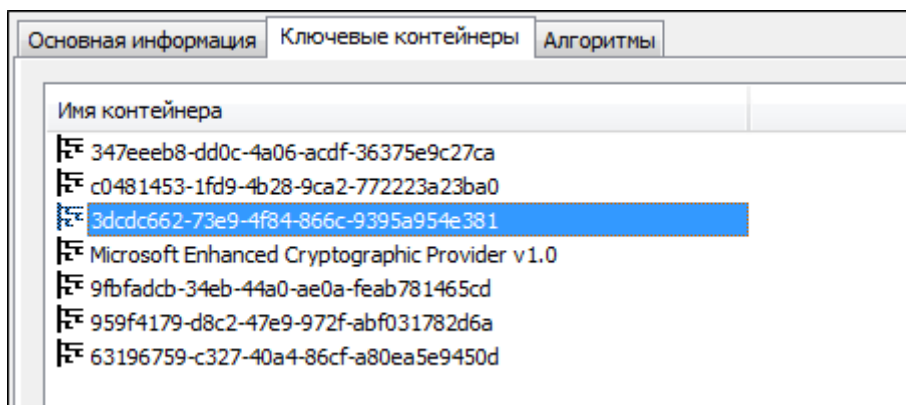 Основная информация Ключевые контейнеры Алгоритмы
Имя контейнера
347eeeb8-dd0c-4a06-acdf-36375e9c27ca
c0481453-1fd9-4b28-9ca2-772223a23ba0
3dcdc662-73e9-4f84-866c-9395a954e381
Microsoft Enhanced Cryptographic Provider v1.0
9fbfadcb-34eb-44a0-ae0a-feab781465cd
959f4179-d8c2-47e9-972f-abf031782d6a
63196759-c327-40a4-86cf-a80ea5e9450d